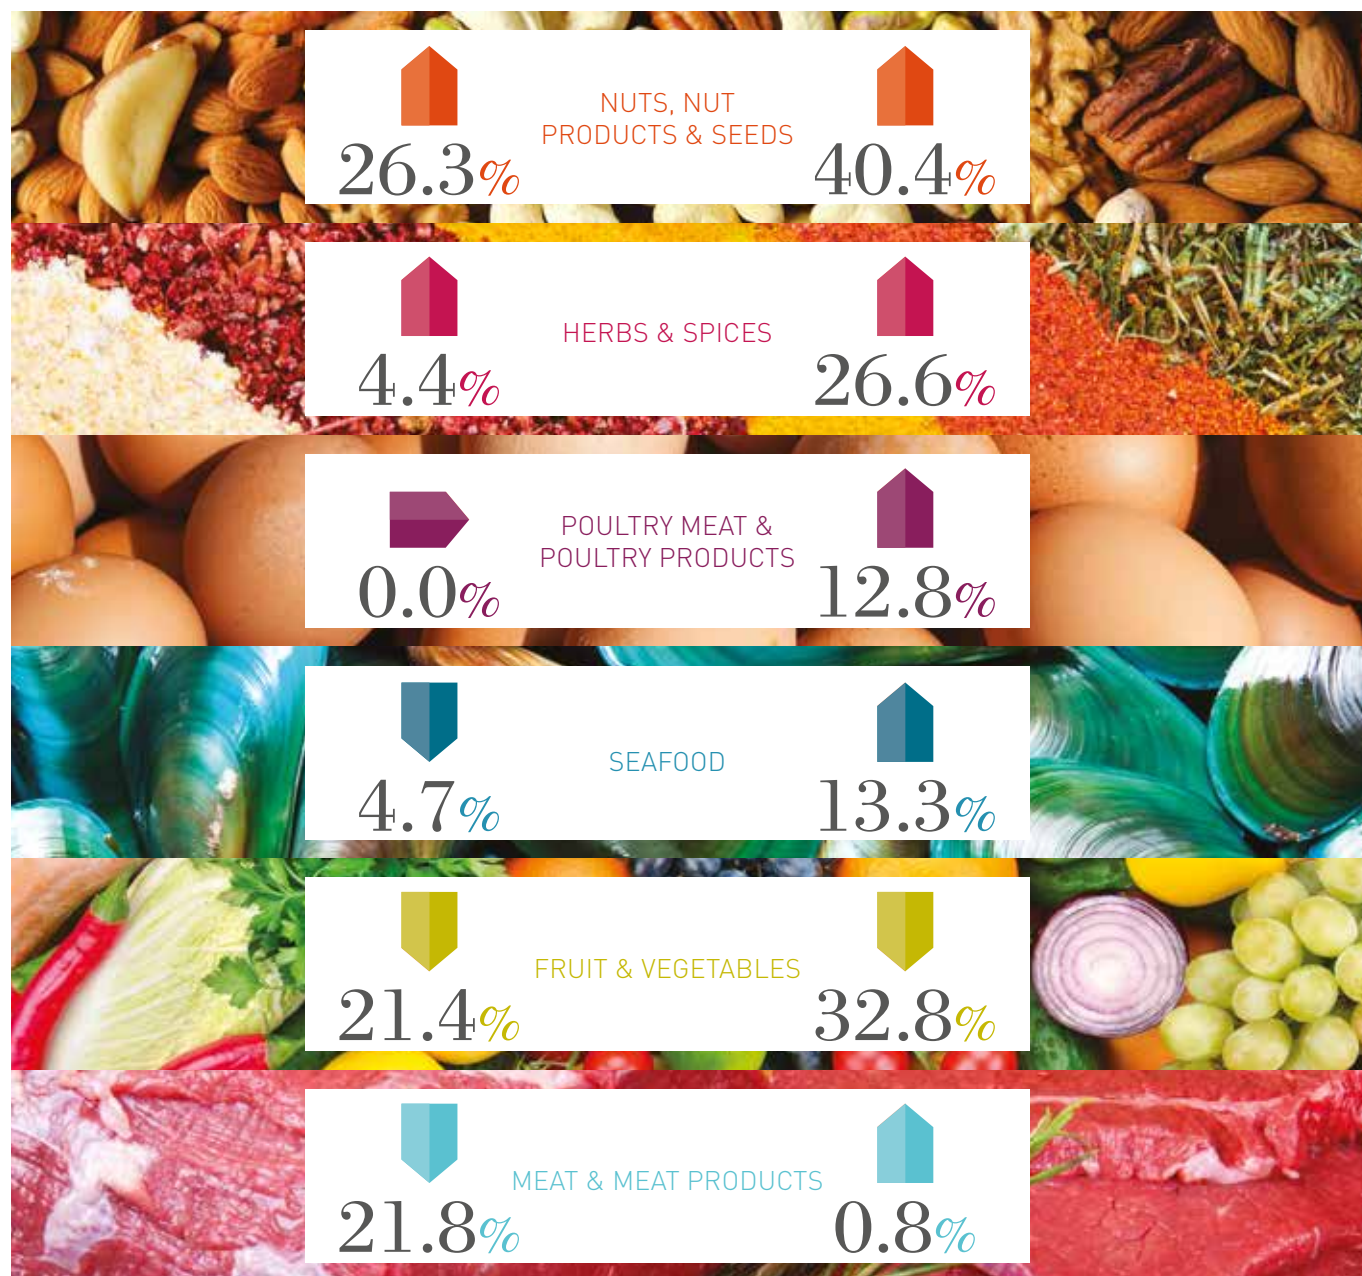 NUTS, NUT
PRODUCTS & SEEDS
26.3%
40.4%
HERBS & SPICES
4.4%
26.6%
POULTRY MEAT &
POULTRY PRODUCTS
0.0%
12.8%
SEAFOOD
4.7%
13.3%
FRUIT & VEGETABLES
21.4%
32.8%
MEAT & MEAT PRODUCTS
21.8%
0.8%